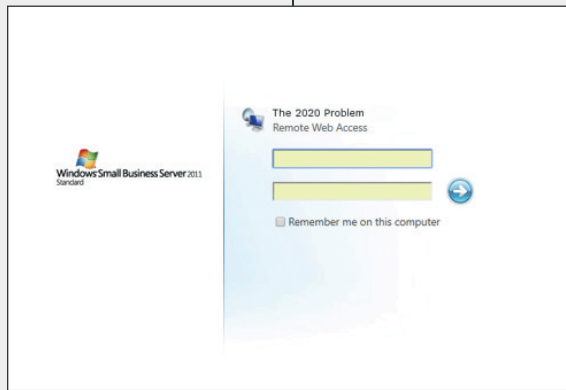 The 2020 Problem
Remote Web Access
Windows Small Business Server 2011
Standard
Remember me on this computer